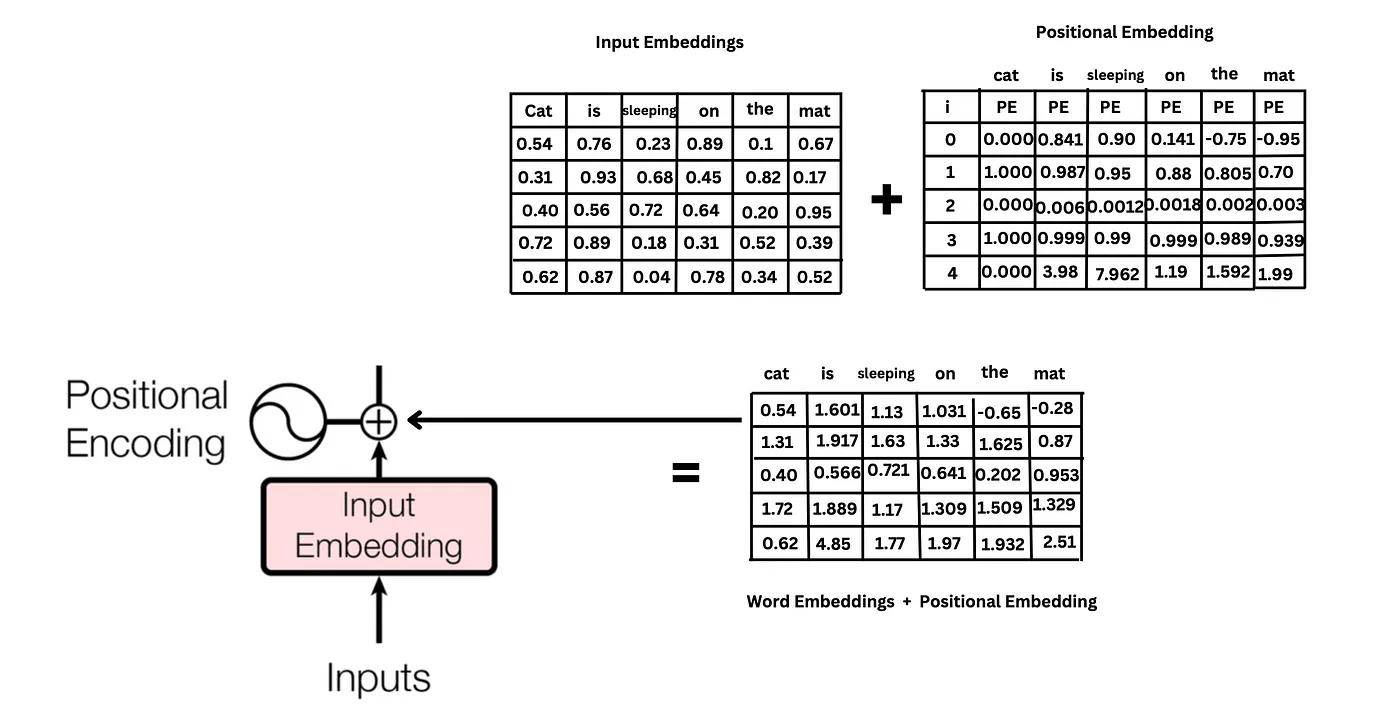 Input Embeddings
Cat is sleeping on the mat
0.54 0.76 0.23 0.89 0.1 0.67
0.31 0.93 0.68 0.45 0.82 0.17
0.40 0.56 0.72 0.64 0.20 0.95
0.72 0.89 0.18 0.31 0.52 0.39
0.62 0.87 0.04 0.78 0.34 0.52
+
Positional Embedding
cat is sleeping on the mat
i PE PE PE PE PE PE
0 0.000 0.841 0.90 0.141 -0.75 -0.95
1 1.000 0.987 0.95 0.88 0.805 0.70
2 0.000 0.006 0.0012 0.0018 0.002 0.003
3 1.000 0.999 0.99 0.999 0.989 0.939
4 0.000 3.98 7.962 1.19 1.592 1.99
Positional
Encoding
Input
Embedding
Inputs
=
cat is sleeping on the mat
0.54 1.601 1.13 1.031 -0.65 -0.28
1.31 1.917 1.63 1.33 1.625 0.87
0.40 0.566 0.721 0.641 0.202 0.953
1.72 1.889 1.17 1.309 1.509 1.329
0.62 4.85 1.77 1.97 1.932 2.51
Word Embeddings + Positional Embedding